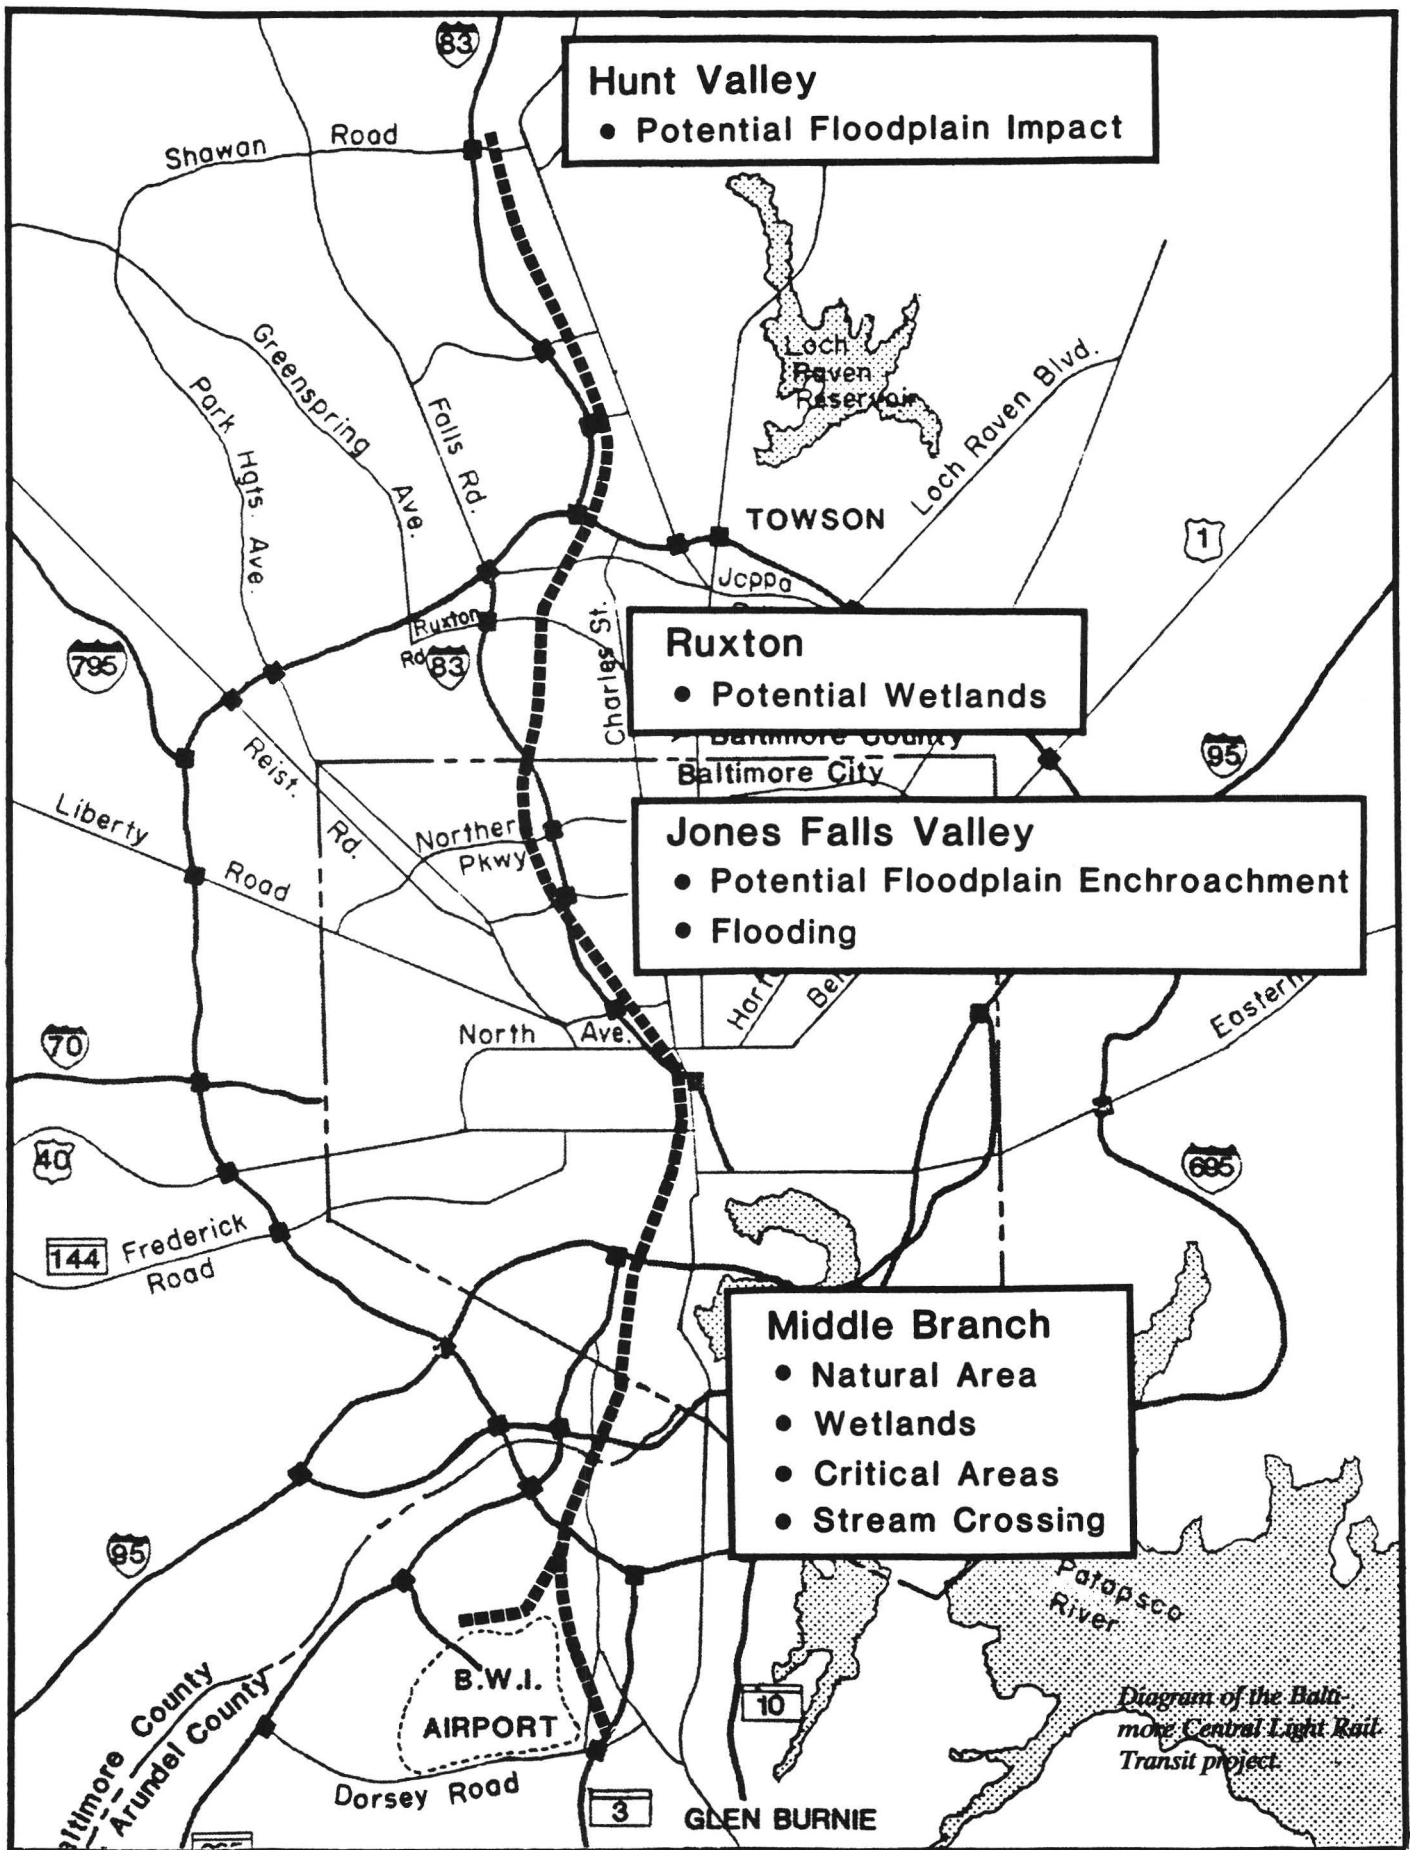 83
Hunt Valley
• Potential Floodplain Impact
Shawan Road
Loch
Raven
Reservoir
Greenspring
Ave.
Park Hgts. Ave.
Falls Rd.
Loch Raven Blvd.
TOWSON
1
Joppa
Ruxton
Rd.
83
795
Charles St.
Ruxton
• Potential Wetlands
Baltimore County
Baltimore City
95
Reist.
Rd.
Liberty
Road
Norther
Pkwy
Jones Falls Valley
• Potential Floodplain Enchroachment
• Flooding
Eastern
North Ave.
70
40
695
144
Frederick
Road
Middle Branch
• Natural Area
• Wetlands
• Critical Areas
• Stream Crossing
95
Patapsco
River
B.W.I.
AIRPORT
10
Baltimore County
Arundel County
Diagram of the Balti-
more Central Light Rail
Transit project.
Dorsey Road
3
GLEN BURNIE